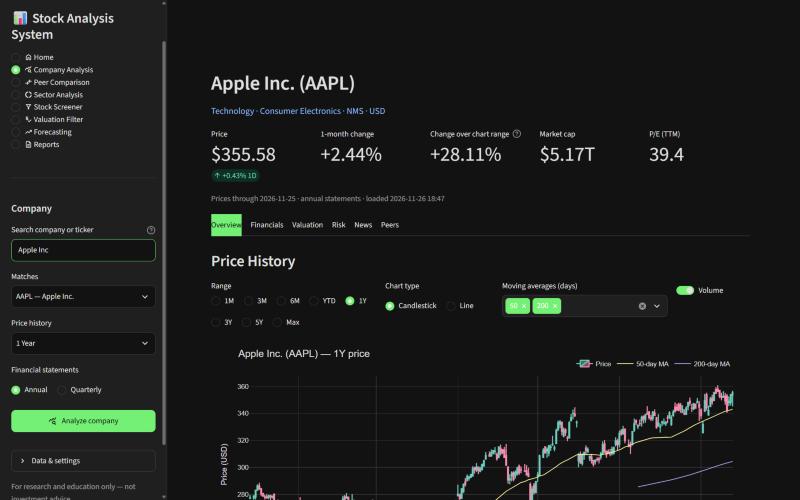 Stock Analysis
System
Home
Company Analysis
Peer Comparison
Sector Analysis
Stock Screener
Valuation Filter
Forecasting
Reports
Company
Search company or ticker
Apple Inc
Matches
AAPL — Apple Inc.
Price history
1 Year
Financial statements
Annual Quarterly
Analyze company
Data & settings
For research and education only — not
investment advice
Apple Inc. (AAPL)
Technology · Consumer Electronics · NMS · USD
Price 1-month change Change over chart range Market cap P/E (TTM)
$355.58 +2.44% +28.11% $5.17T 39.4
↑ +0.43% 1D
Prices through 2026-11-25 · annual statements · loaded 2026-11-26 18:47
Overview Financials Valuation Risk News Peers
Price History
Range Chart type Moving averages (days)
1M 3M 6M YTD 1Y Candlestick Line 50 × 200 × Volume
3Y 5Y Max
Apple Inc. (AAPL) — 1Y price
Price 50-day MA 200-day MA
360
340
320
300
280
Price (USD)